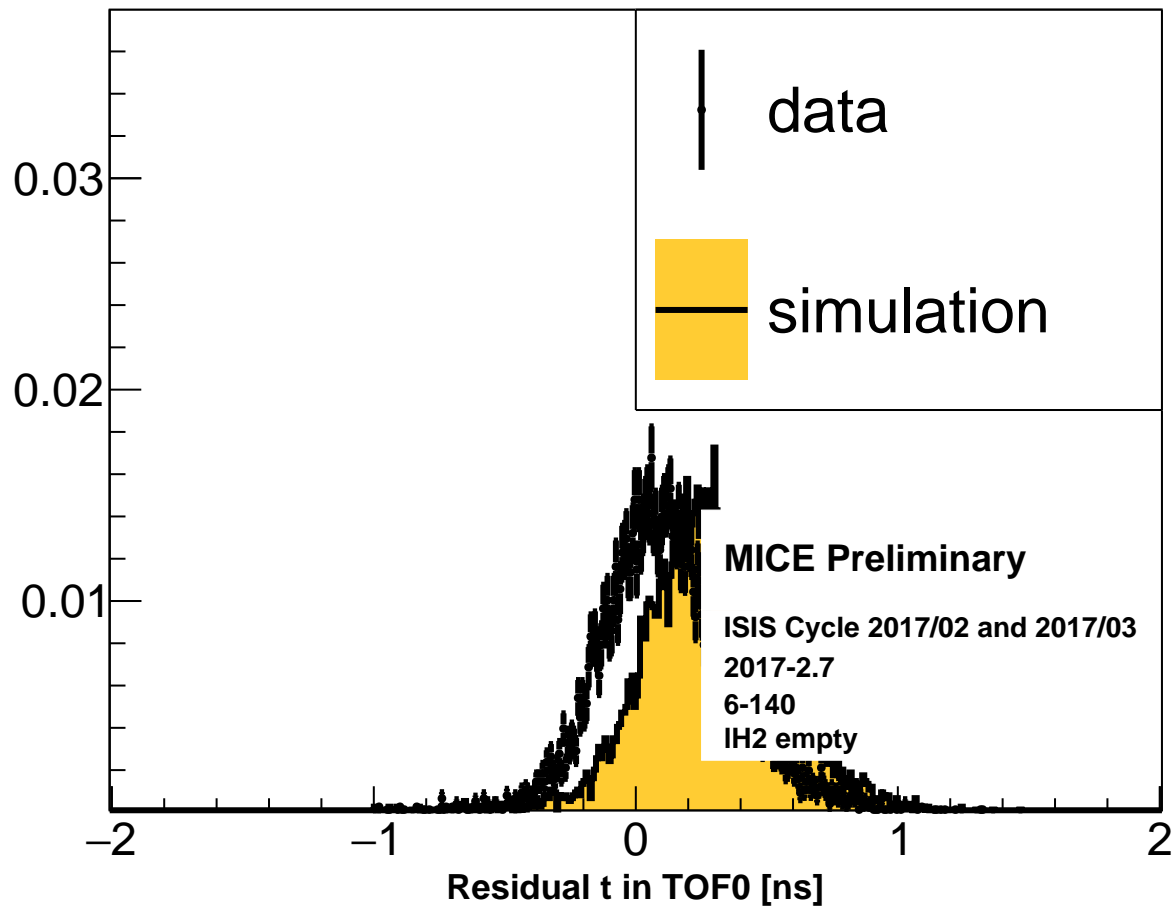 data
simulation
0.03
0.02
0.01
MICE Preliminary
ISIS Cycle 2017/02 and 2017/03
2017-2.7
6-140
lH2 empty
−2 −1 0 1 2
Residual t in TOF0 [ns]